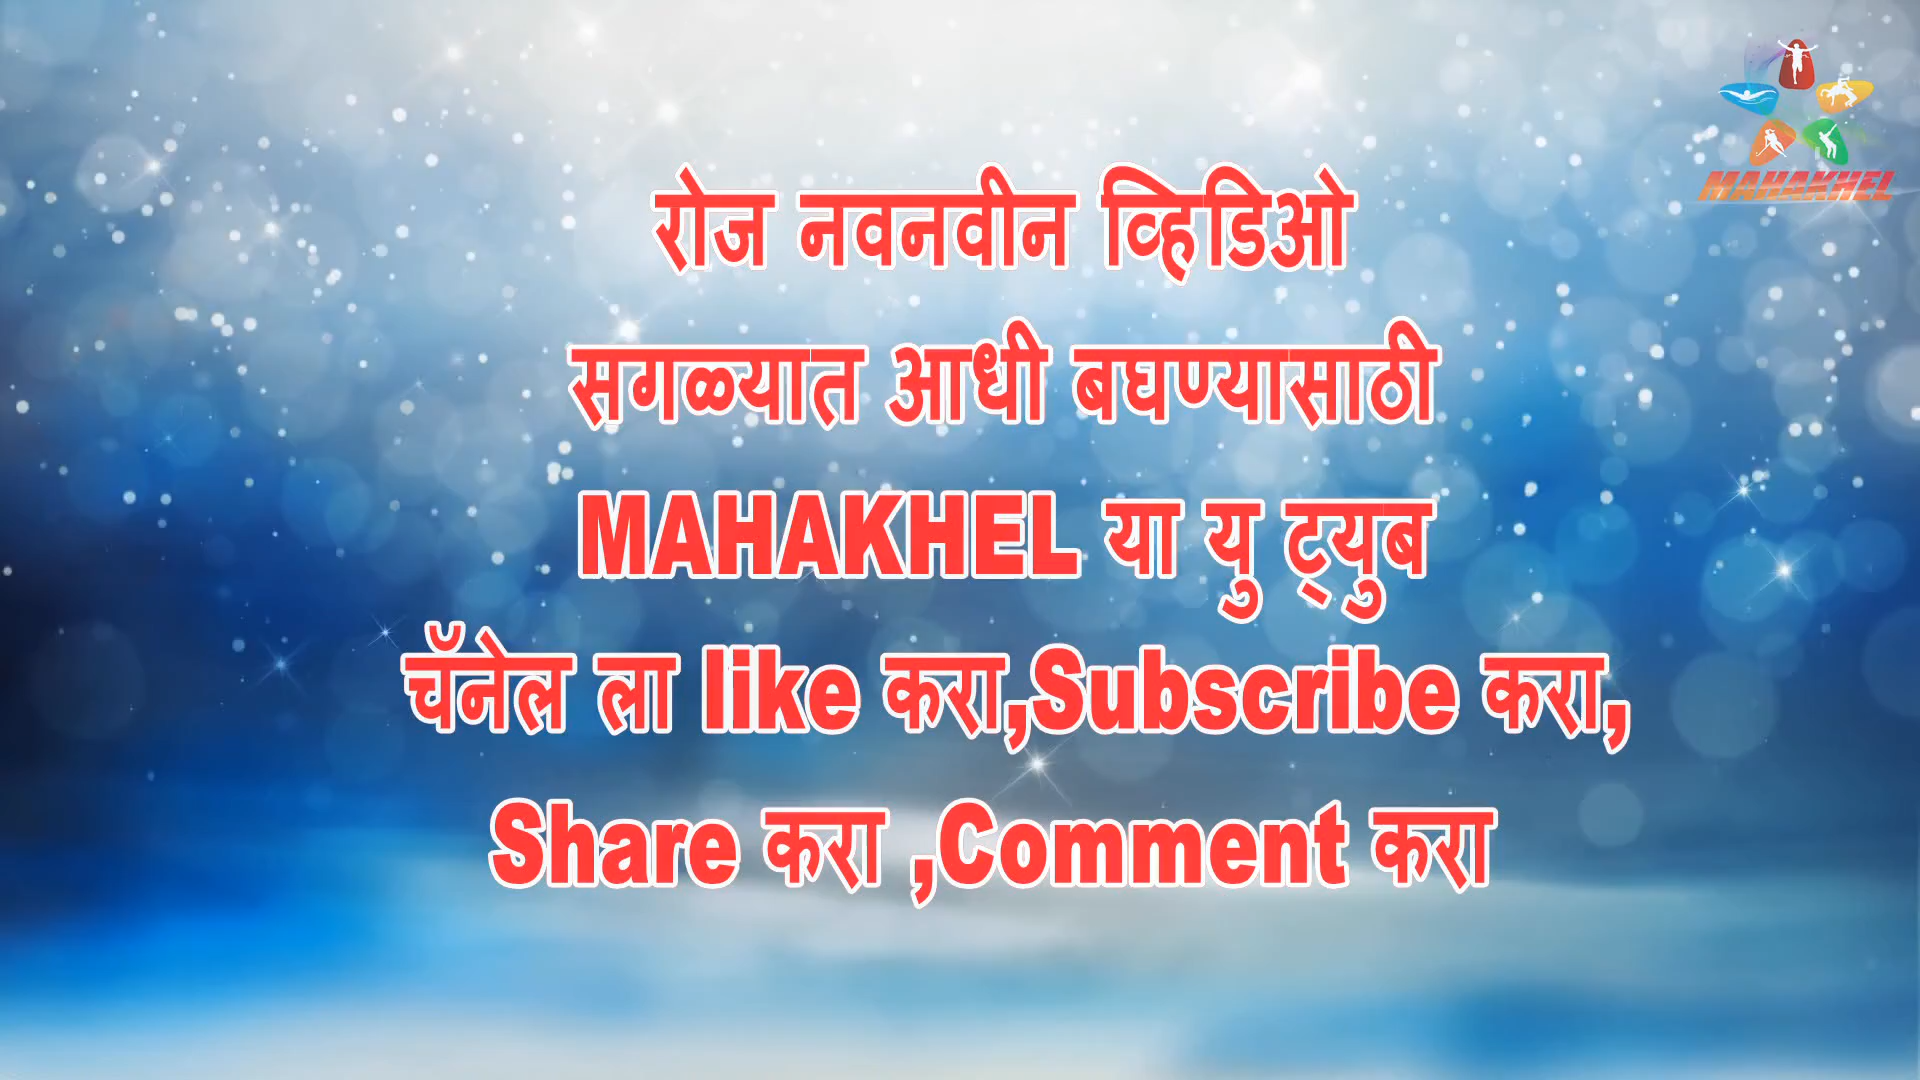 MAHAKHEL
रोज नवनवीन व्हिडिओ
सगळ्यात आधी बघण्यासाठी
MAHAKHEL या यु ट्युब
चॅनेल ला like करा,Subscribe करा,
Share करा ,Comment करा